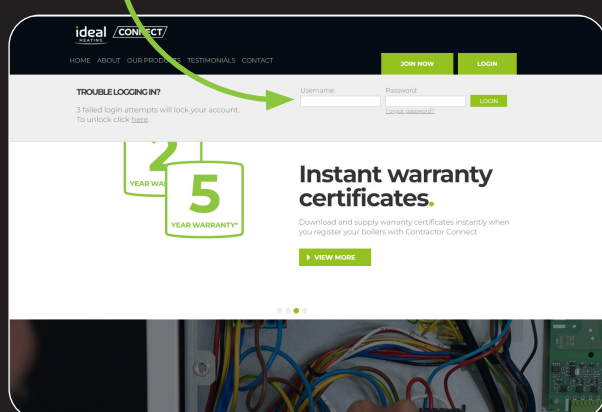 ideal CONNECT
HEATING
HOME ABOUT OUR PRODUCTS TESTIMONIALS CONTACT
JOIN NOW
LOGIN
TROUBLE LOGGING IN?
3 failed login attempts will lock your account.
To unlock click here.
Username:
Password:
LOGIN
Forgot password?
2
YEAR WA
5
YEAR WARRANTY*
Instant warranty
certificates.
Download and supply warranty certificates instantly when
you register your boilers with Contractor Connect
VIEW MORE